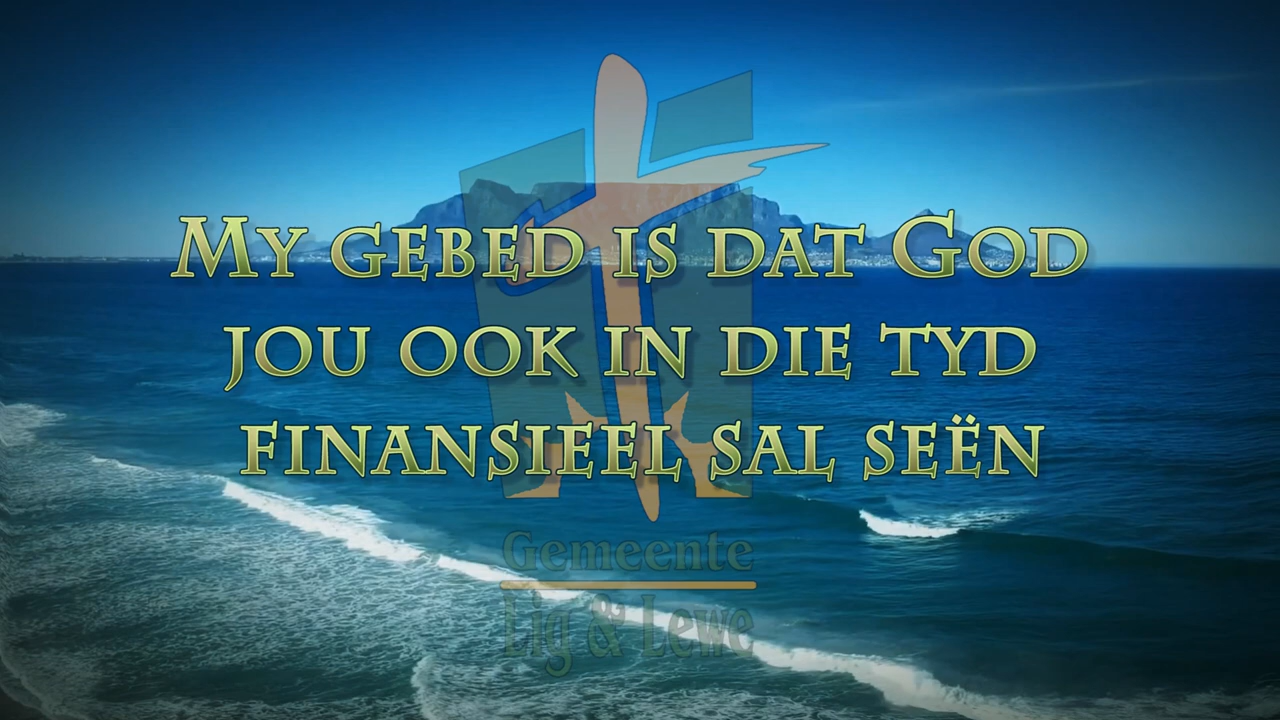 My gebed is dat God
jou ook in die tyd
finansieel sal seën
Gemeente
Lig & Lewe